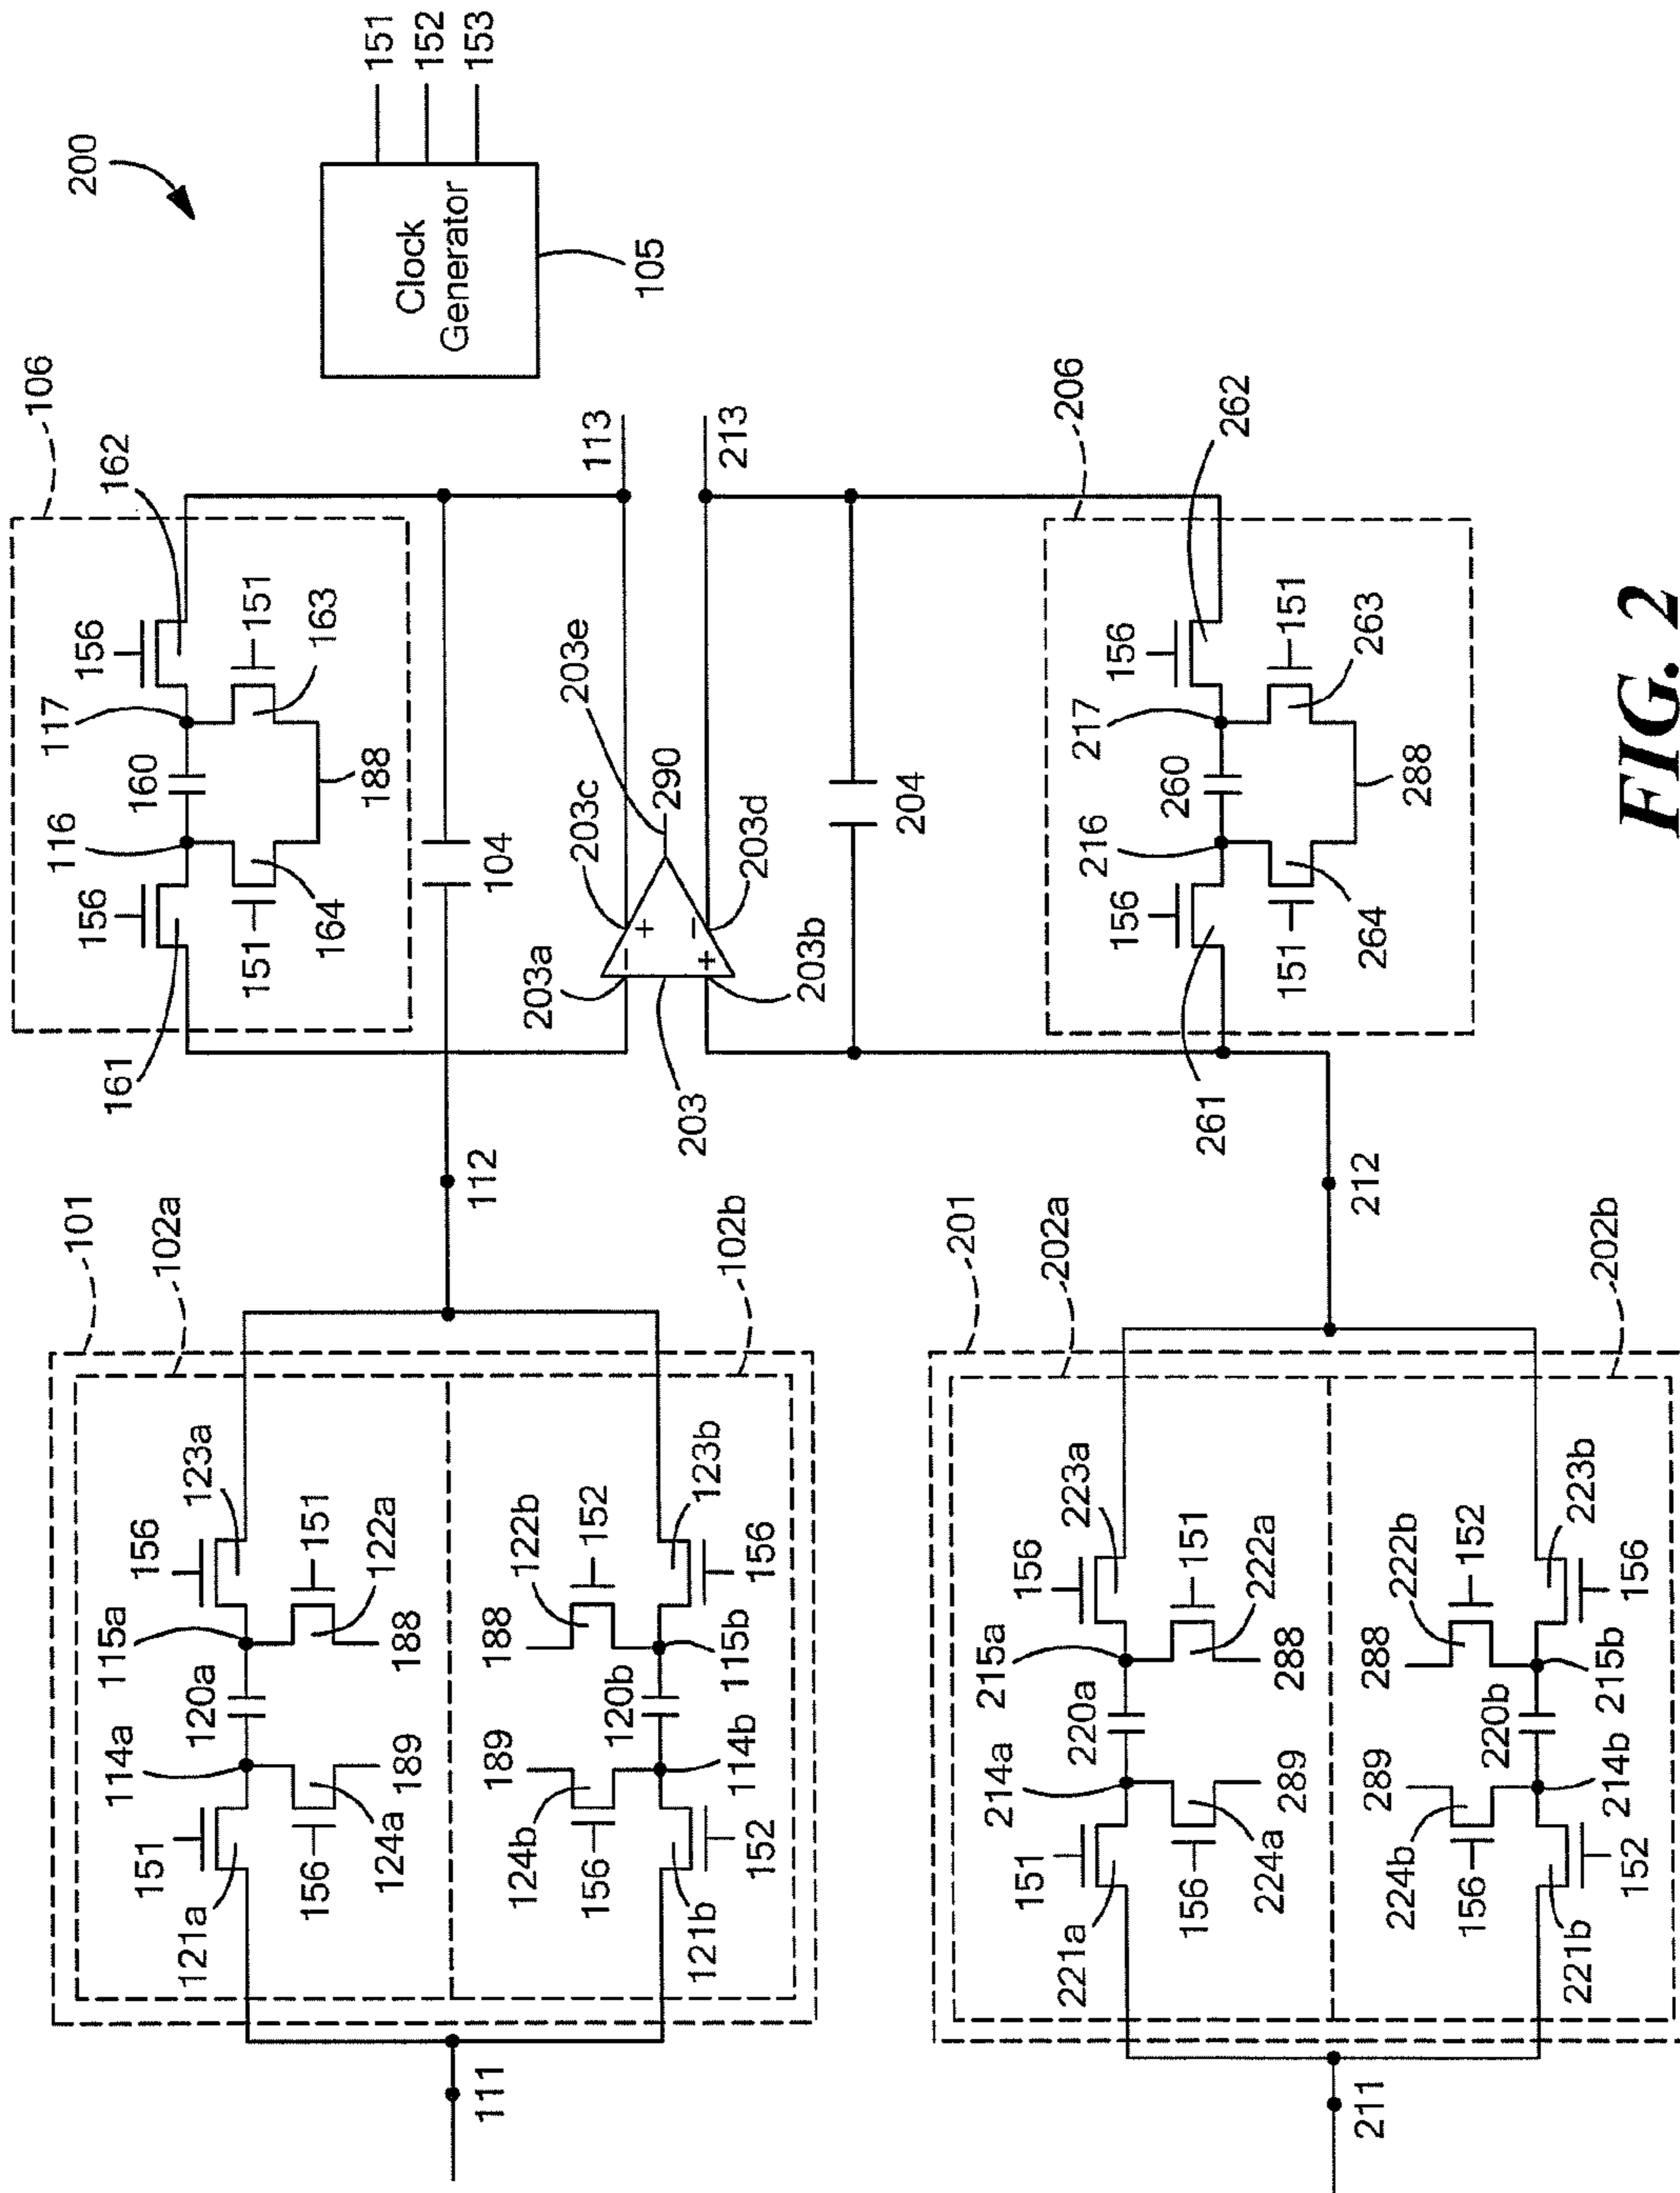 200
151
152
153
Clock
Generator
105
106
162
156
117
160
116
156
151
163
188
164
151
161
104
113
213
203e
290
203c
203a
203d
203b
203
204
206
262
156
217
260
216
156
151
263
288
264
151
261
101
102a
102b
112
123a
156
115a
151
122a
188
120a
114a
189
151
156
124a
121a
122b
152
123b
156
188
115b
120b
189
114b
124b
156
152
121b
111
201
202a
202b
212
223a
156
215a
151
222a
288
220a
214a
289
151
156
224a
221a
222b
152
223b
156
288
215b
220b
289
214b
224b
156
152
221b
211
FIG. 2